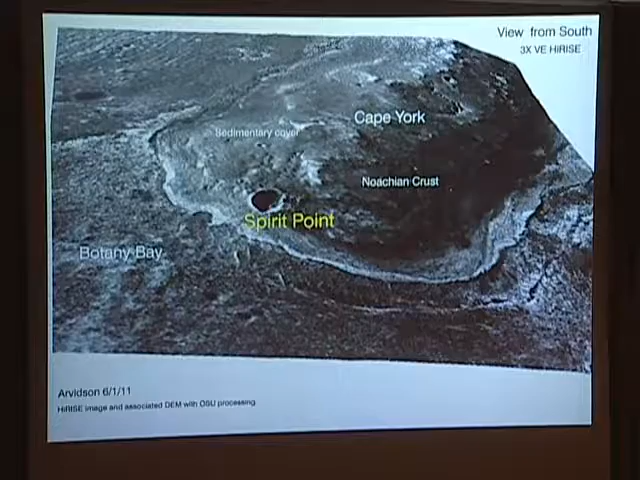 View from South
3X VE HiRISE
Cape York
Sedimentary cover
Noachian Crust
Spirit Point
Botany Bay
Arvidson 6/1/11
HiRISE image and associated DEM with OSU processing.